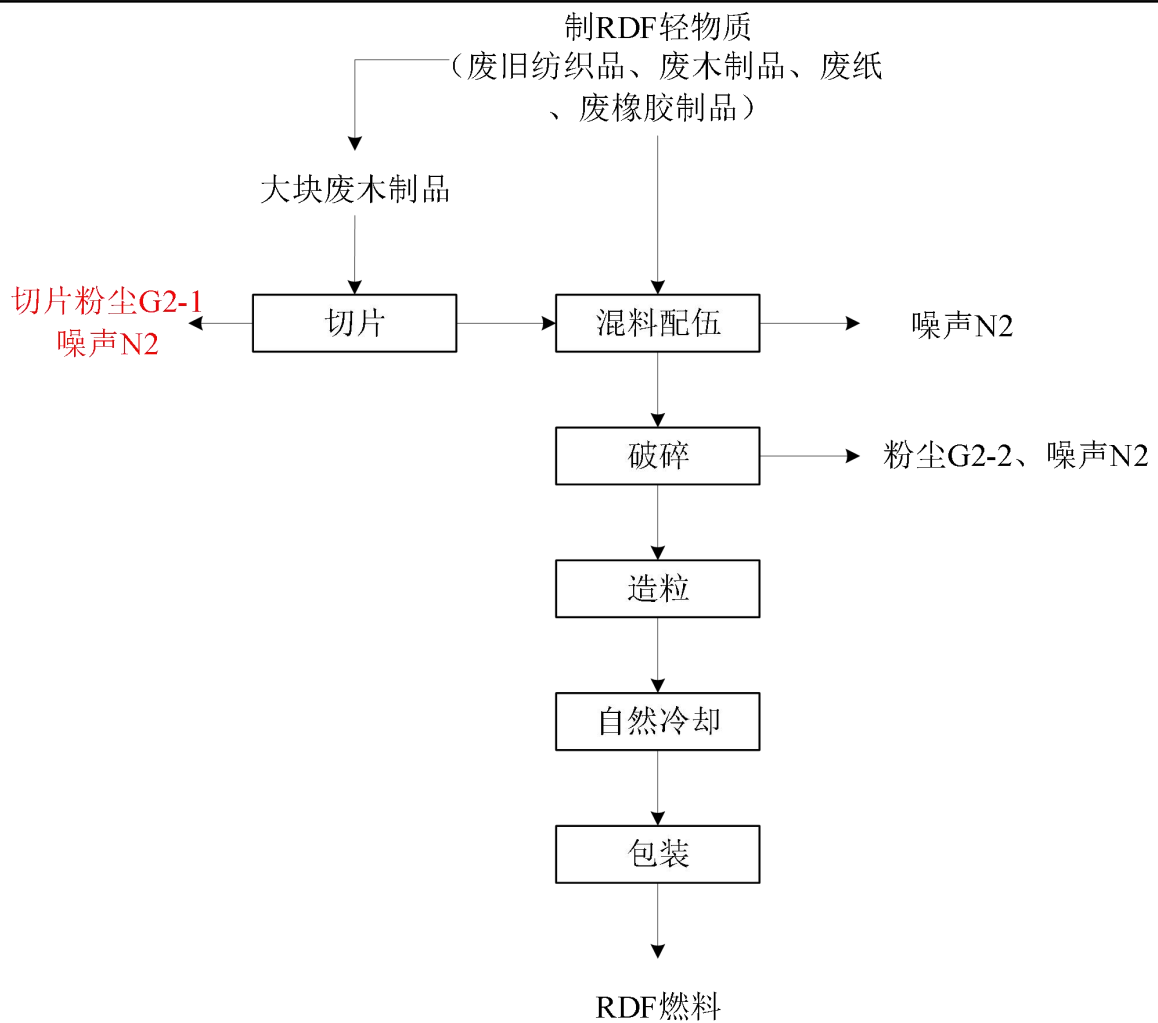 制RDF轻物质
（废旧纺织品、废木制品、废纸
、废橡胶制品）
大块废木制品
切片粉尘G2-1
噪声N2
切片
混料配伍
噪声N2
破碎
粉尘G2-2、噪声N2
造粒
自然冷却
包装
RDF燃料